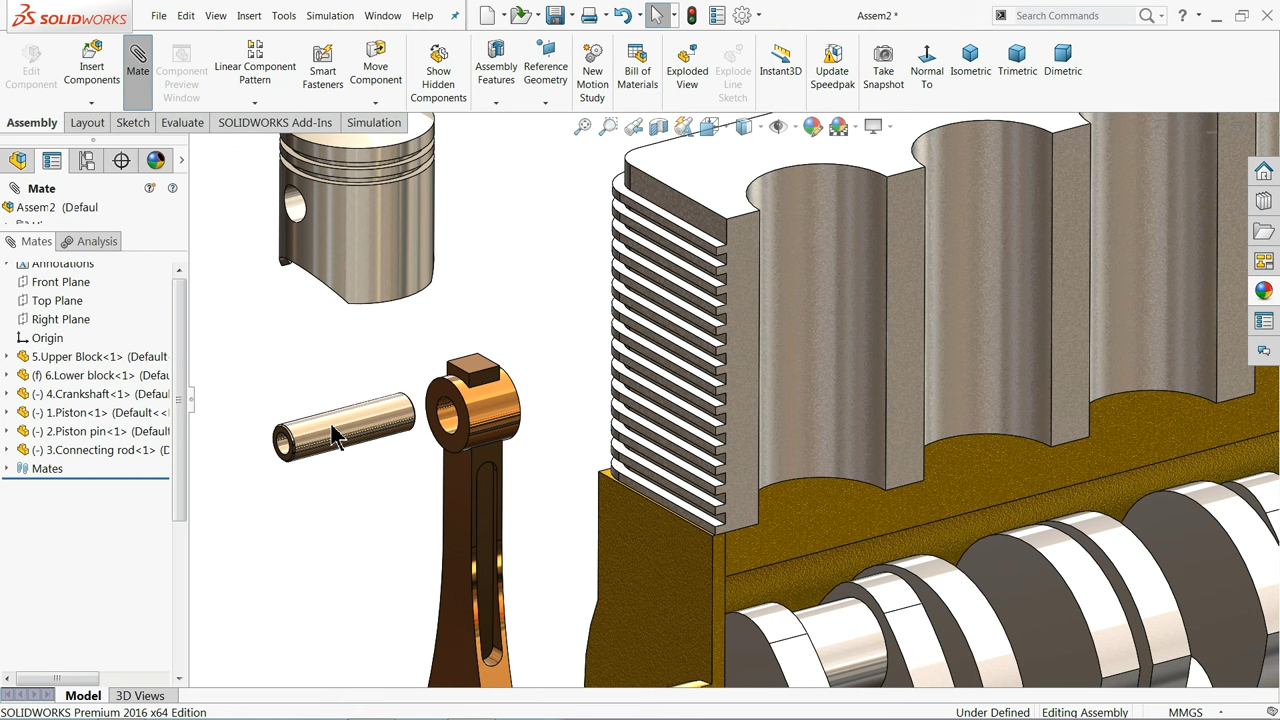 SOLIDWORKS File Edit View Insert Tools Simulation Window Help Assem2 * Search Commands ?
Edit Component
Insert Components
Mate
Component Preview Window
Linear Component Pattern
Smart Fasteners
Move Component
Show Hidden Components
Assembly Features
Reference Geometry
New Motion Study
Bill of Materials
Exploded View
Explode Line Sketch
Instant3D
Update Speedpak
Take Snapshot
Normal To
Isometric
Trimetric
Dimetric
Assembly Layout Sketch Evaluate SOLIDWORKS Add-Ins Simulation
Mate
Assem2 (Defaul
Mates Analysis
Annotations
Front Plane
Top Plane
Right Plane
Origin
5.Upper Block<1> (Default
(f) 6.Lower block<1> (Defau
(-) 4.Crankshaft<1> (Defaul
(-) 1.Piston<1> (Default<<
(-) 2.Piston pin<1> (Default
(-) 3.Connecting rod<1> (D
Mates
Model 3D Views
SOLIDWORKS Premium 2016 x64 Edition Under Defined Editing Assembly MMGS